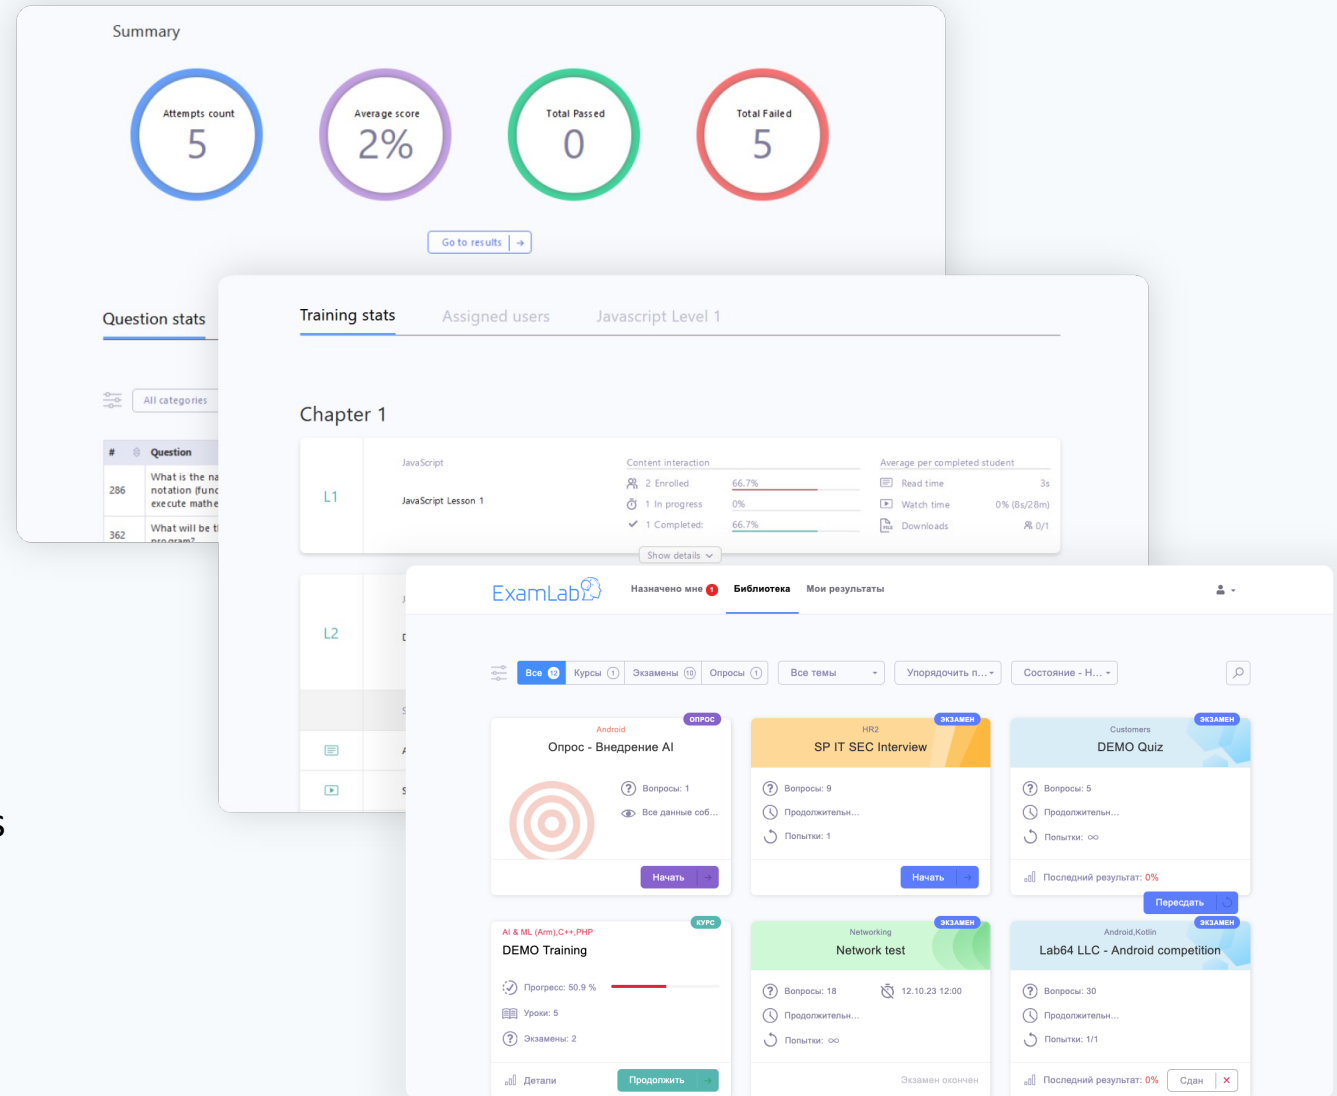 Summary
Attempts count
5
Average score
2%
Total Passed
0
Total Failed
5
Go to results
Question stats
All categories
# Question
286
What is the na
notation (func
execute mathe
362
What will be t
program?
Training stats Assigned users Javascript Level 1
Chapter 1
L1
JavaScript
JavaScript Lesson 1
Content interaction
2 Enrolled 66.7%
1 In progress 0%
1 Completed: 66.7%
Average per completed student
Read time 3s
Watch time 0% (8s/28m)
Downloads 0/1
Show details
L2
ExamLab
Назначено мне 1 Библиотека Мои результаты
Все 12 Курсы 1 Экзамены 10 Опросы 1 Все темы Упорядочить п... Состояние - Н...
ОПРОС
Android
Опрос - Внедрение AI
Вопросы: 1
Все данные соб...
Начать
ЭКЗАМЕН
HR2
SP IT SEC Interview
Вопросы: 9
Продолжительн...
Попытки: 1
Начать
ЭКЗАМЕН
Customers
DEMO Quiz
Вопросы: 5
Продолжительн...
Попытки: ∞
Последний результат: 0%
Пересдать
КУРС
AI & ML (Arm),C++,PHP
DEMO Training
Прогресс: 50.9 %
Уроки: 5
Экзамены: 2
Детали
Продолжить
ЭКЗАМЕН
Networking
Network test
Вопросы: 18 12.10.23 12:00
Продолжительн...
Попытки: ∞
Экзамен окончен
ЭКЗАМЕН
Android,Kotlin
Lab64 LLC - Android competition
Вопросы: 30
Продолжительн...
Попытки: 1/1
Последний результат: 0%
Сдан